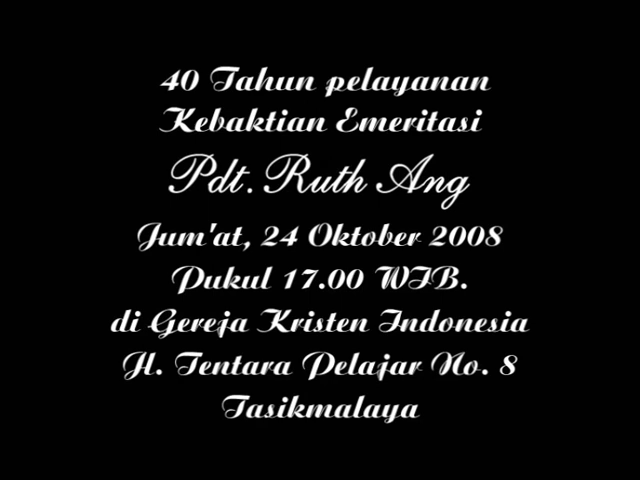 40 Tahun pelayanan
Kebaktian Emeritasi
Pdt. Ruth Ang
Jum'at, 24 Oktober 2008
Pukul 17.00 WIB.
di Gereja Kristen Indonesia
Jl. Tentara Pelajar No. 8
Tasikmalaya